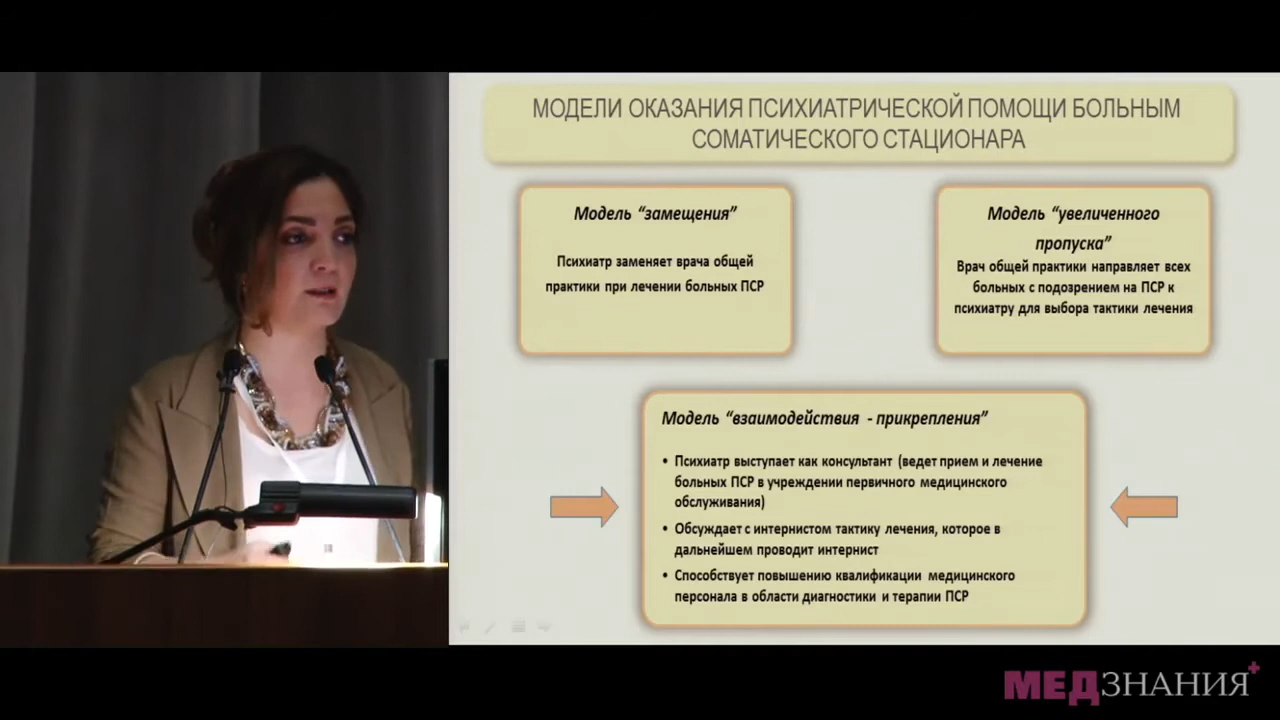 МОДЕЛИ ОКАЗАНИЯ ПСИХИАТРИЧЕСКОЙ ПОМОЩИ БОЛЬНЫМ
СОМАТИЧЕСКОГО СТАЦИОНАРА
Модель “замещения”
Психиатр заменяет врача общей
практики при лечении больных ПСР
Модель “увеличенного
пропуска”
Врач общей практики направляет всех
больных с подозрением на ПСР к
психиатру для выбора тактики лечения
Модель “взаимодействия - прикрепления”
• Психиатр выступает как консультант (ведет прием и лечение
больных ПСР в учреждении первичного медицинского
обслуживания)
• Обсуждает с интернистом тактику лечения, которое в
дальнейшем проводит интернист
• Способствует повышению квалификации медицинского
персонала в области диагностики и терапии ПСР
МЕДЗНАНИЯ+